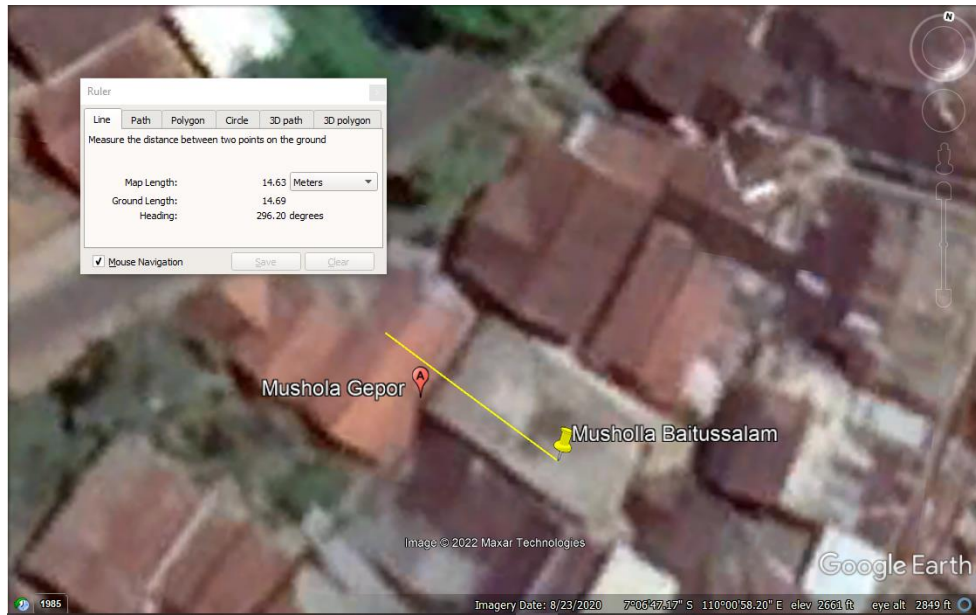 Ruler
Line Path Polygon Circle 3D path 3D polygon
Measure the distance between two points on the ground
Map Length: 14.63 Meters
Ground Length: 14.69
Heading: 296.20 degrees
Mouse Navigation Save Clear
N
A
Mushola Gepor
Musholla Baitussalam
Image © 2022 Maxar Technologies
Google Earth
1985
Imagery Date: 8/23/2020 7°06'47.17" S 110°00'58.20" E elev 2661 ft eye alt 2849 ft